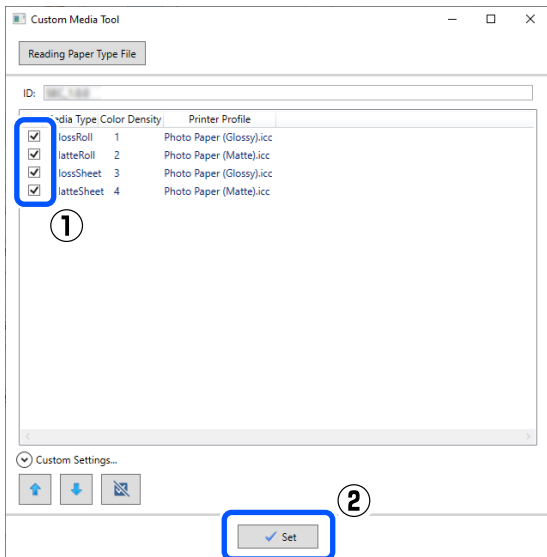 Custom Media Tool
Reading Paper Type File
ID:
edia Type Color Density Printer Profile
lossRoll 1 Photo Paper (Glossy).icc
latteRoll 2 Photo Paper (Matte).icc
lossSheet 3 Photo Paper (Glossy).icc
latteSheet 4 Photo Paper (Matte).icc
①
Custom Settings...
②
Set